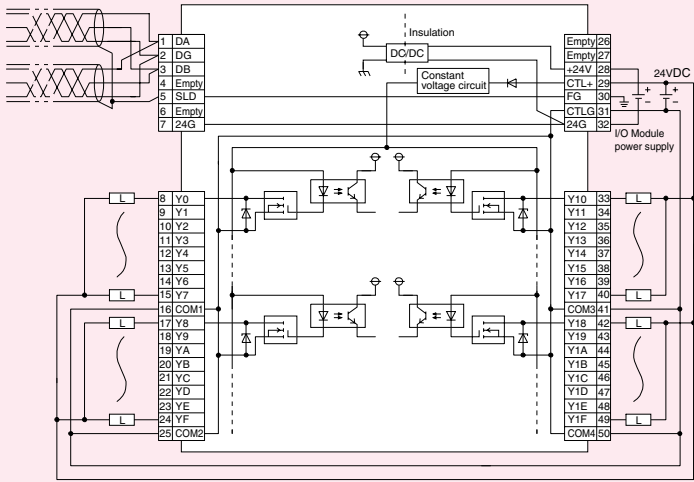 Insulation
DC/DC
Constant
voltage circuit
24VDC
+
−
+
−
I/O Module
power supply
1 DA
2 DG
3 DB
4 Empty
5 SLD
6 Empty
7 24G
Empty 26
Empty 27
+24V 28
CTL+ 29
FG 30
CTLG 31
24G 32
L 8 Y0
9 Y1
10 Y2
11 Y3
12 Y4
13 Y5
14 Y6
L 15 Y7
16 COM1
L 17 Y8
18 Y9
19 YA
20 YB
21 YC
22 YD
23 YE
L 24 YF
25 COM2
Y10 33 L
Y11 34
Y12 35
Y13 36
Y14 37
Y15 38
Y16 39
Y17 40 L
COM3 41
Y18 42 L
Y19 43
Y1A 44
Y1B 45
Y1C 46
Y1D 47
Y1E 48
Y1F 49 L
COM4 50